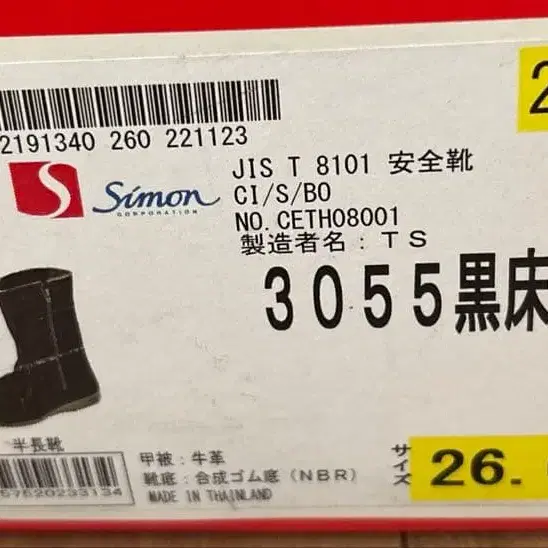 2
2191340 260 221123
JIS T 8101 安全靴
CI/S/BO
Simon
CORPORATION
NO.CETH08001
製造者名：TS
3055黒床
半長靴
甲被：牛革
靴底：合成ゴム底（NBR）
MADE IN THAINLAND
57520233134
サイズ
26.